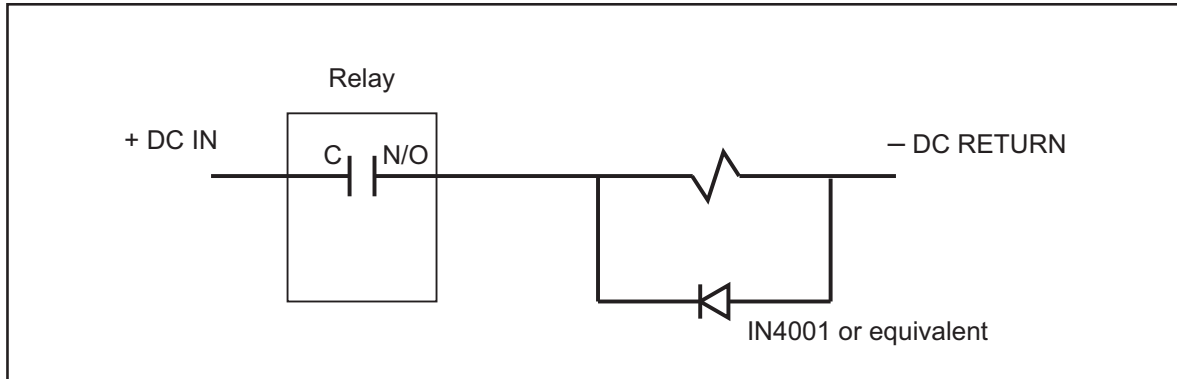 Relay
+ DC IN
C N/O
– DC RETURN
IN4001 or equivalent